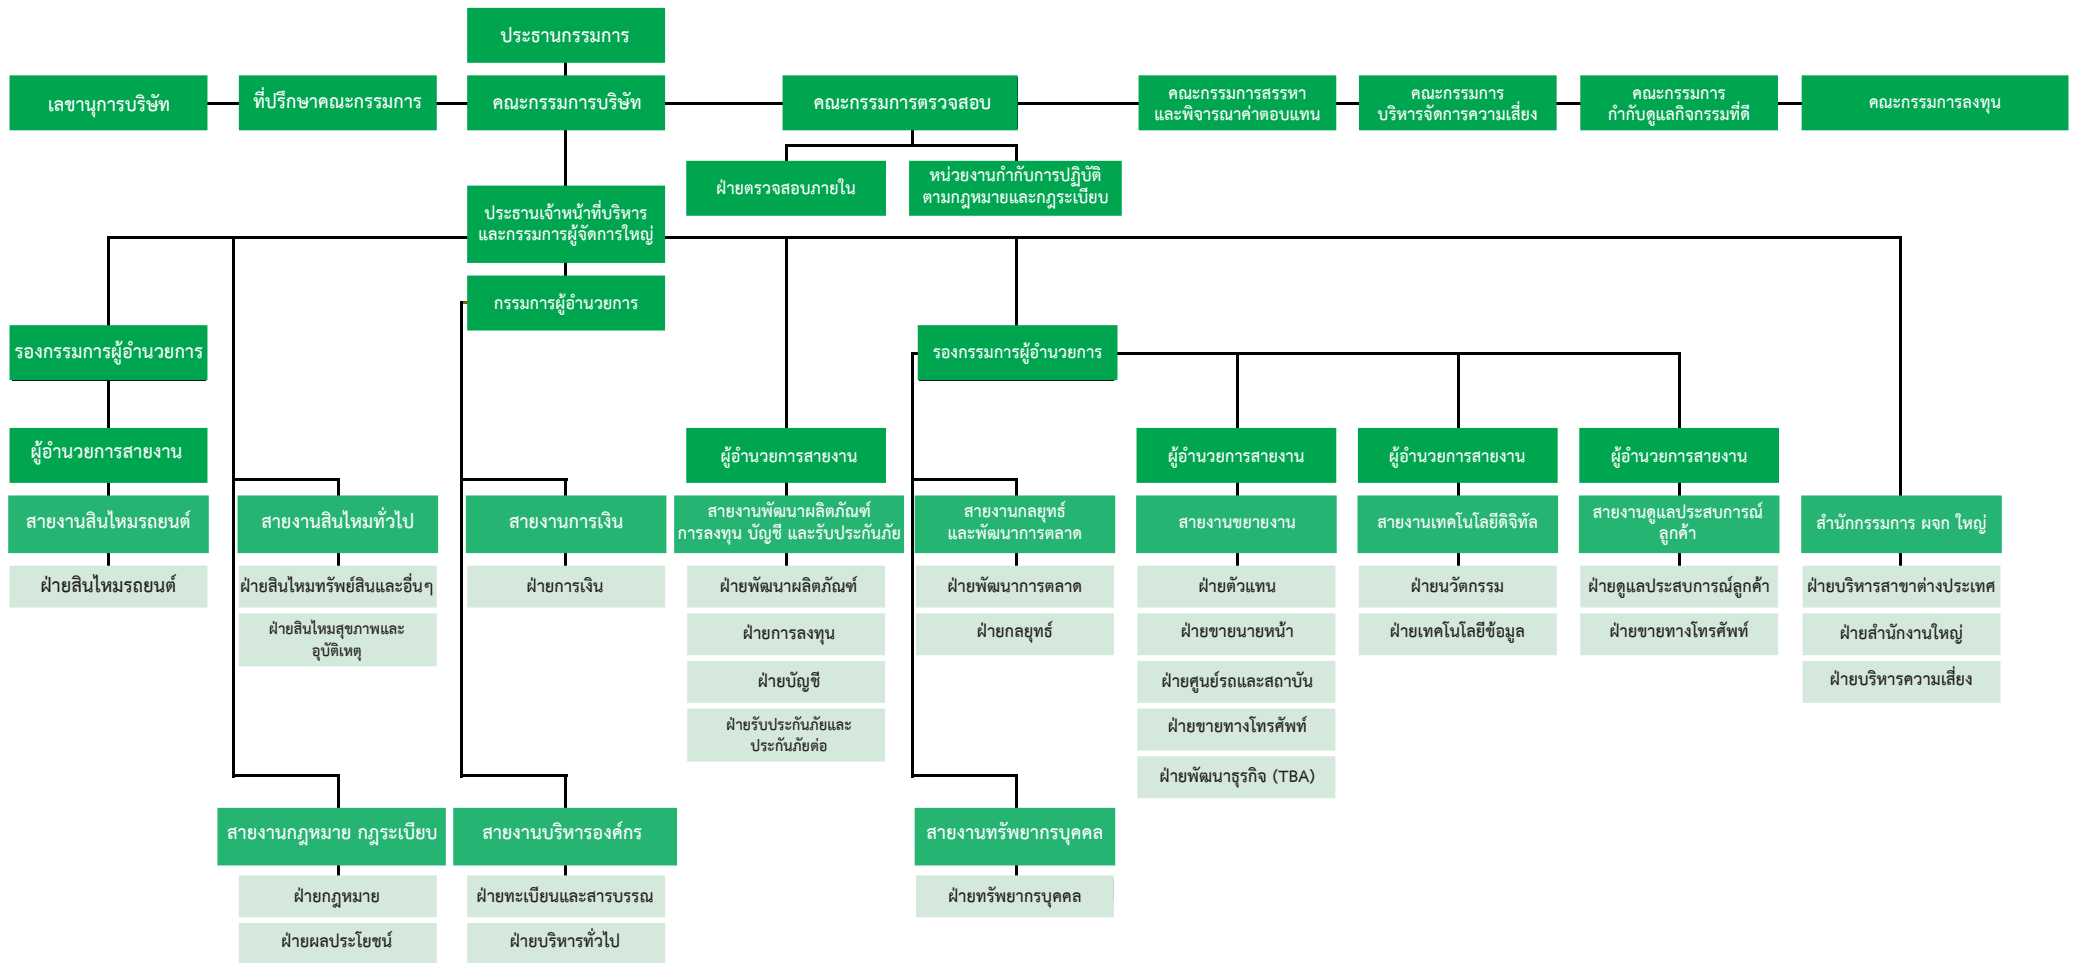 ประธานกรรมการ
เลขานุการบริษัท
ที่ปรึกษาคณะกรรมการ
คณะกรรมการบริษัท
คณะกรรมการตรวจสอบ
คณะกรรมการสรรหา
และพิจารณาค่าตอบแทน
คณะกรรมการ
บริหารจัดการความเสี่ยง
คณะกรรมการ
กำกับดูแลกิจกรรมที่ดี
คณะกรรมการลงทุน
ฝ่ายตรวจสอบภายใน
หน่วยงานกำกับการปฏิบัติ
ตามกฎหมายและกฎระเบียบ
ประธานเจ้าหน้าที่บริหาร
และกรรมการผู้จัดการใหญ่
กรรมการผู้อำนวยการ
รองกรรมการผู้อำนวยการ
รองกรรมการผู้อำนวยการ
ผู้อำนวยการสายงาน
ผู้อำนวยการสายงาน
ผู้อำนวยการสายงาน
ผู้อำนวยการสายงาน
ผู้อำนวยการสายงาน
สายงานสินไหมรถยนต์
สายงานสินไหมทั่วไป
สายงานการเงิน
สายงานพัฒนาผลิตภัณฑ์
การลงทุน บัญชี และรับประกันภัย
สายงานกลยุทธ์
และพัฒนาการตลาด
สายงานขยายงาน
สายงานเทคโนโลยีดิจิทัล
สายงานดูแลประสบการณ์
ลูกค้า
สำนักกรรมการ ผจก ใหญ่
ฝ่ายสินไหมรถยนต์
ฝ่ายสินไหมทรัพย์สินและอื่นๆ
ฝ่ายการเงิน
ฝ่ายพัฒนาผลิตภัณฑ์
ฝ่ายพัฒนาการตลาด
ฝ่ายตัวแทน
ฝ่ายนวัตกรรม
ฝ่ายดูแลประสบการณ์ลูกค้า
ฝ่ายบริหารสาขาต่างประเทศ
ฝ่ายสินไหมสุขภาพและ
อุบัติเหตุ
ฝ่ายการลงทุน
ฝ่ายกลยุทธ์
ฝ่ายขายนายหน้า
ฝ่ายเทคโนโลยีข้อมูล
ฝ่ายขายทางโทรศัพท์
ฝ่ายสำนักงานใหญ่
ฝ่ายบัญชี
ฝ่ายศูนย์รถและสถาบัน
ฝ่ายบริหารความเสี่ยง
ฝ่ายรับประกันภัยและ
ประกันภัยต่อ
ฝ่ายขายทางโทรศัพท์
ฝ่ายพัฒนาธุรกิจ (TBA)
สายงานกฎหมาย กฎระเบียบ
สายงานบริหารองค์กร
สายงานทรัพยากรบุคคล
ฝ่ายกฎหมาย
ฝ่ายทะเบียนและสารบรรณ
ฝ่ายทรัพยากรบุคคล
ฝ่ายผลประโยชน์
ฝ่ายบริหารทั่วไป